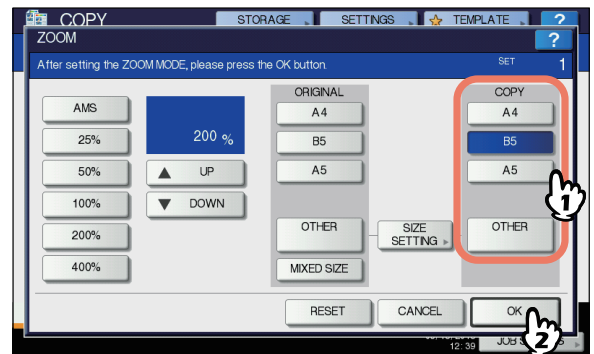 COPY
STORAGE
SETTINGS
TEMPLATE
?
ZOOM
?
After setting the ZOOM MODE, please press the OK button.
SET
1
ORIGINAL
COPY
AMS
A4
A4
25%
200 %
B5
B5
50%
UP
A5
A5
1
100%
DOWN
200%
OTHER
SIZE
SETTING
OTHER
400%
MIXED SIZE
RESET
CANCEL
OK
2
12:39